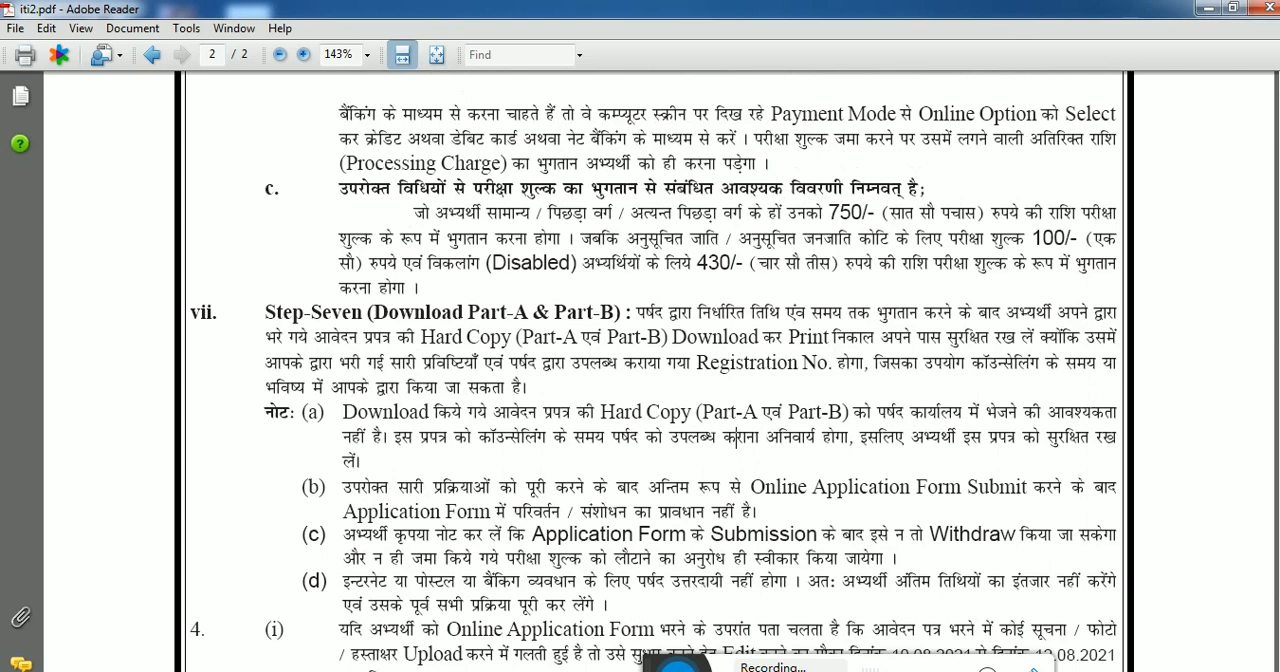 iti2.pdf - Adobe Reader
File Edit View Document Tools Window Help
2 / 2 143% Find
बैंकिंग के माध्यम से करना चाहते हैं तो वे कम्प्यूटर स्क्रीन पर दिख रहे Payment Mode से Online Option को Select
कर क्रेडिट अथवा डेबिट कार्ड अथवा नेट बैंकिंग के माध्यम से करें । परीक्षा शुल्क जमा करने पर उसमें लगने वाली अतिरिक्त राशि
(Processing Charge) का भुगतान अभ्यर्थी को ही करना पड़ेगा ।
c. उपरोक्त विधियों से परीक्षा शुल्क का भुगतान से संबंधित आवश्यक विवरणी निम्नवत् है;
जो अभ्यर्थी सामान्य / पिछड़ा वर्ग / अत्यन्त पिछड़ा वर्ग के हों उनको 750/- (सात सौ पचास) रुपये की राशि परीक्षा
शुल्क के रूप में भुगतान करना होगा । जबकि अनुसूचित जाति / अनुसूचित जनजाति कोटि के लिए परीक्षा शुल्क 100/- (एक
सौ) रुपये एवं विकलांग (Disabled) अभ्यर्थियों के लिये 430/- (चार सौ तीस) रुपये की राशि परीक्षा शुल्क के रूप में भुगतान
करना होगा ।
vii. Step-Seven (Download Part-A & Part-B) : पर्षद द्वारा निर्धारित तिथि एंव समय तक भुगतान करने के बाद अभ्यर्थी अपने द्वारा
भरे गये आवेदन प्रपत्र की Hard Copy (Part-A एवं Part-B) Download कर Print निकाल अपने पास सुरक्षित रख लें क्योंकि उसमें
आपके द्वारा भरी गई सारी प्रविष्टियाँ एवं पर्षद द्वारा उपलब्ध कराया गया Registration No. होगा, जिसका उपयोग कॉउन्सेलिंग के समय या
भविष्य में आपके द्वारा किया जा सकता है।
नोट: (a) Download किये गये आवेदन प्रपत्र की Hard Copy (Part-A एवं Part-B) को पर्षद कार्यालय में भेजने की आवश्यकता
नहीं है। इस प्रपत्र को कॉउन्सेलिंग के समय पर्षद को उपलब्ध कराना अनिवार्य होगा, इसलिए अभ्यर्थी इस प्रपत्र को सुरक्षित रख
लें।
(b) उपरोक्त सारी प्रक्रियाओं को पूरी करने के बाद अन्तिम रूप से Online Application Form Submit करने के बाद
Application Form में परिवर्तन / संशोधन का प्रावधान नहीं है।
(c) अभ्यर्थी कृपया नोट कर लें कि Application Form के Submission के बाद इसे न तो Withdraw किया जा सकेगा
और न ही जमा किये गये परीक्षा शुल्क को लौटाने का अनुरोध ही स्वीकार किया जायेगा ।
(d) इन्टरनेट या पोस्टल या बैंकिग व्यवधान के लिए पर्षद उत्तरदायी नहीं होगा । अतः अभ्यर्थी अंतिम तिथियों का इंतजार नहीं करेंगे
एवं उसके पूर्व सभी प्रक्रिया पूरी कर लेंगे ।
4. (i) यदि अभ्यर्थी को Online Application Form भरने के उपरांत पता चलता है कि आवेदन पत्र भरने में कोई सूचना / फोटो
/ हस्ताक्षर Upload करने में गलती हुई है तो उसे
Recording...